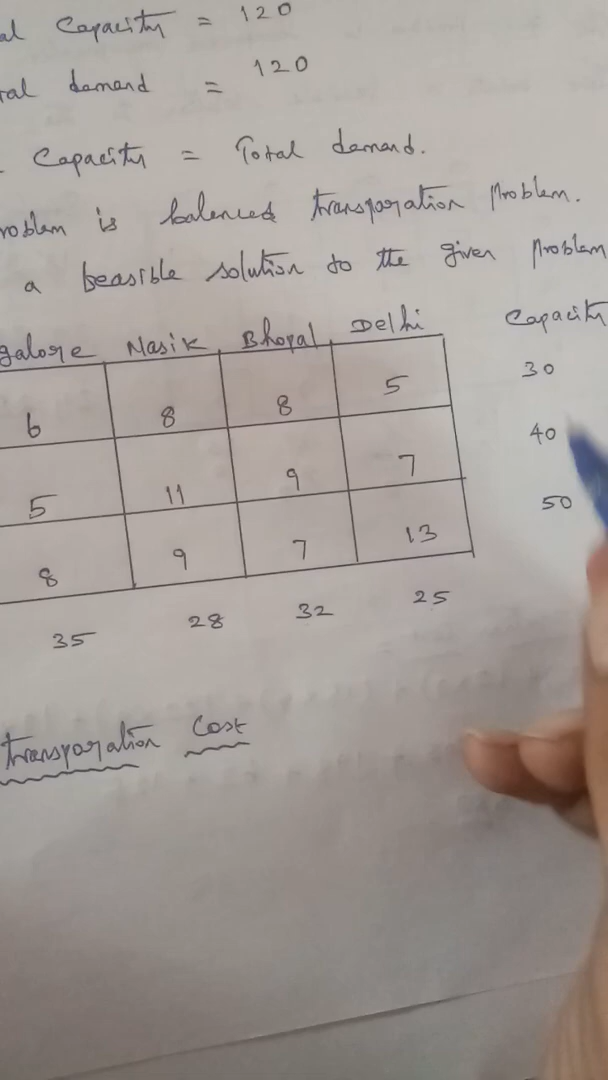 al Capacity = 120
ral demand = 120
Capacity = Total demand.
roblem is balenced transporation Problem.
a feasible solution to the given Problem
galore Nasik Bhopal Delhi Capacity
6 8 8 5 30
5 11 9 7 40
8 9 7 13 50
35 28 32 25
transporation Cost